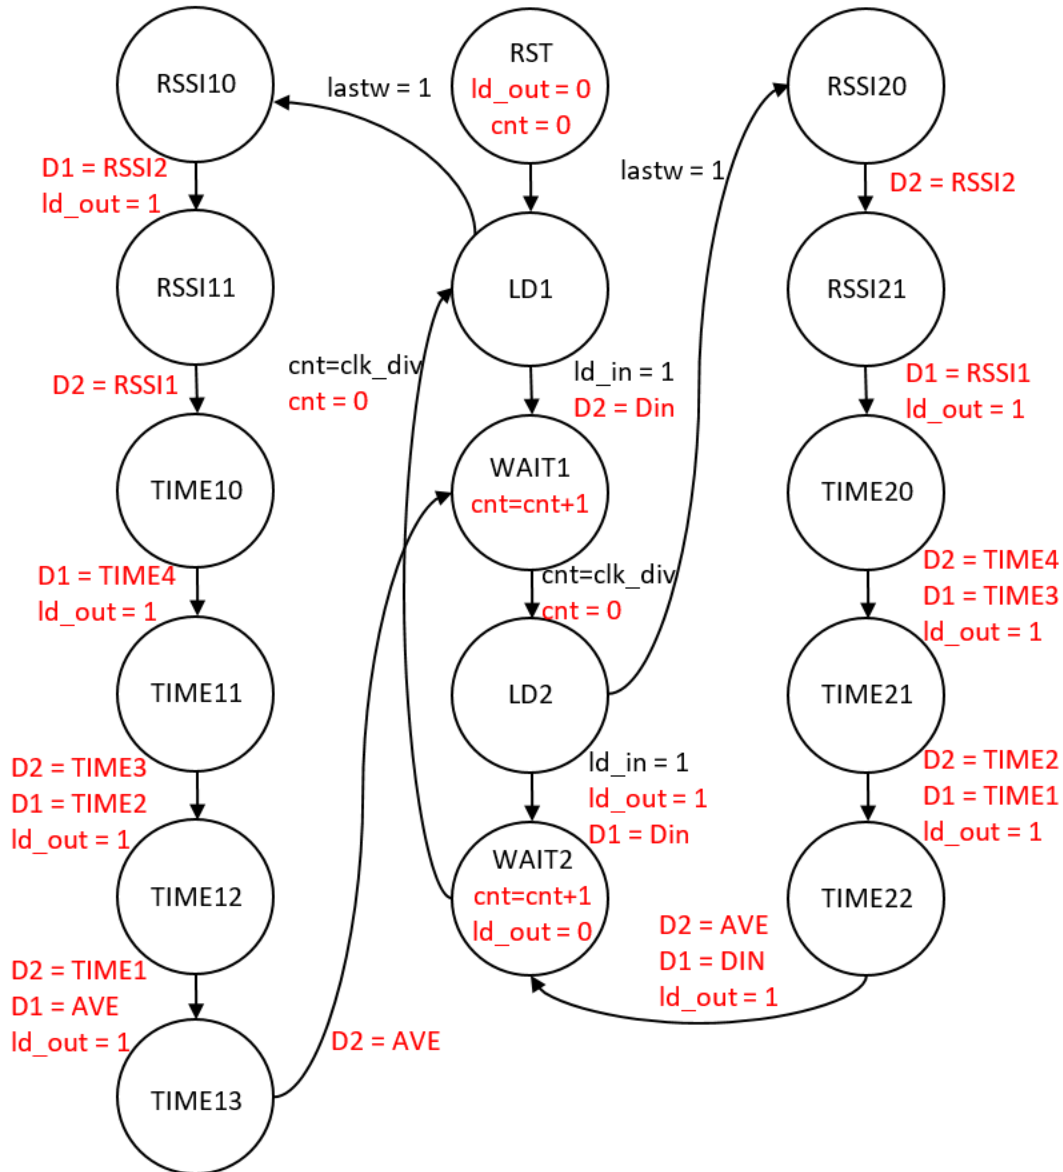 RST
ld_out = 0
cnt = 0
RSSI10
lastw = 1
RSSI20
D1 = RSSI2
ld_out = 1
lastw = 1
D2 = RSSI2
RSSI11
LD1
RSSI21
D2 = RSSI1
cnt=clk_div
cnt = 0
ld_in = 1
D2 = Din
D1 = RSSI1
ld_out = 1
TIME10
WAIT1
cnt=cnt+1
TIME20
D1 = TIME4
ld_out = 1
cnt=clk_div
cnt = 0
D2 = TIME4
D1 = TIME3
ld_out = 1
TIME11
LD2
TIME21
D2 = TIME3
D1 = TIME2
ld_out = 1
ld_in = 1
ld_out = 1
D1 = Din
D2 = TIME2
D1 = TIME1
ld_out = 1
TIME12
WAIT2
cnt=cnt+1
ld_out = 0
TIME22
D2 = TIME1
D1 = AVE
ld_out = 1
D2 = AVE
D1 = DIN
ld_out = 1
D2 = AVE
TIME13